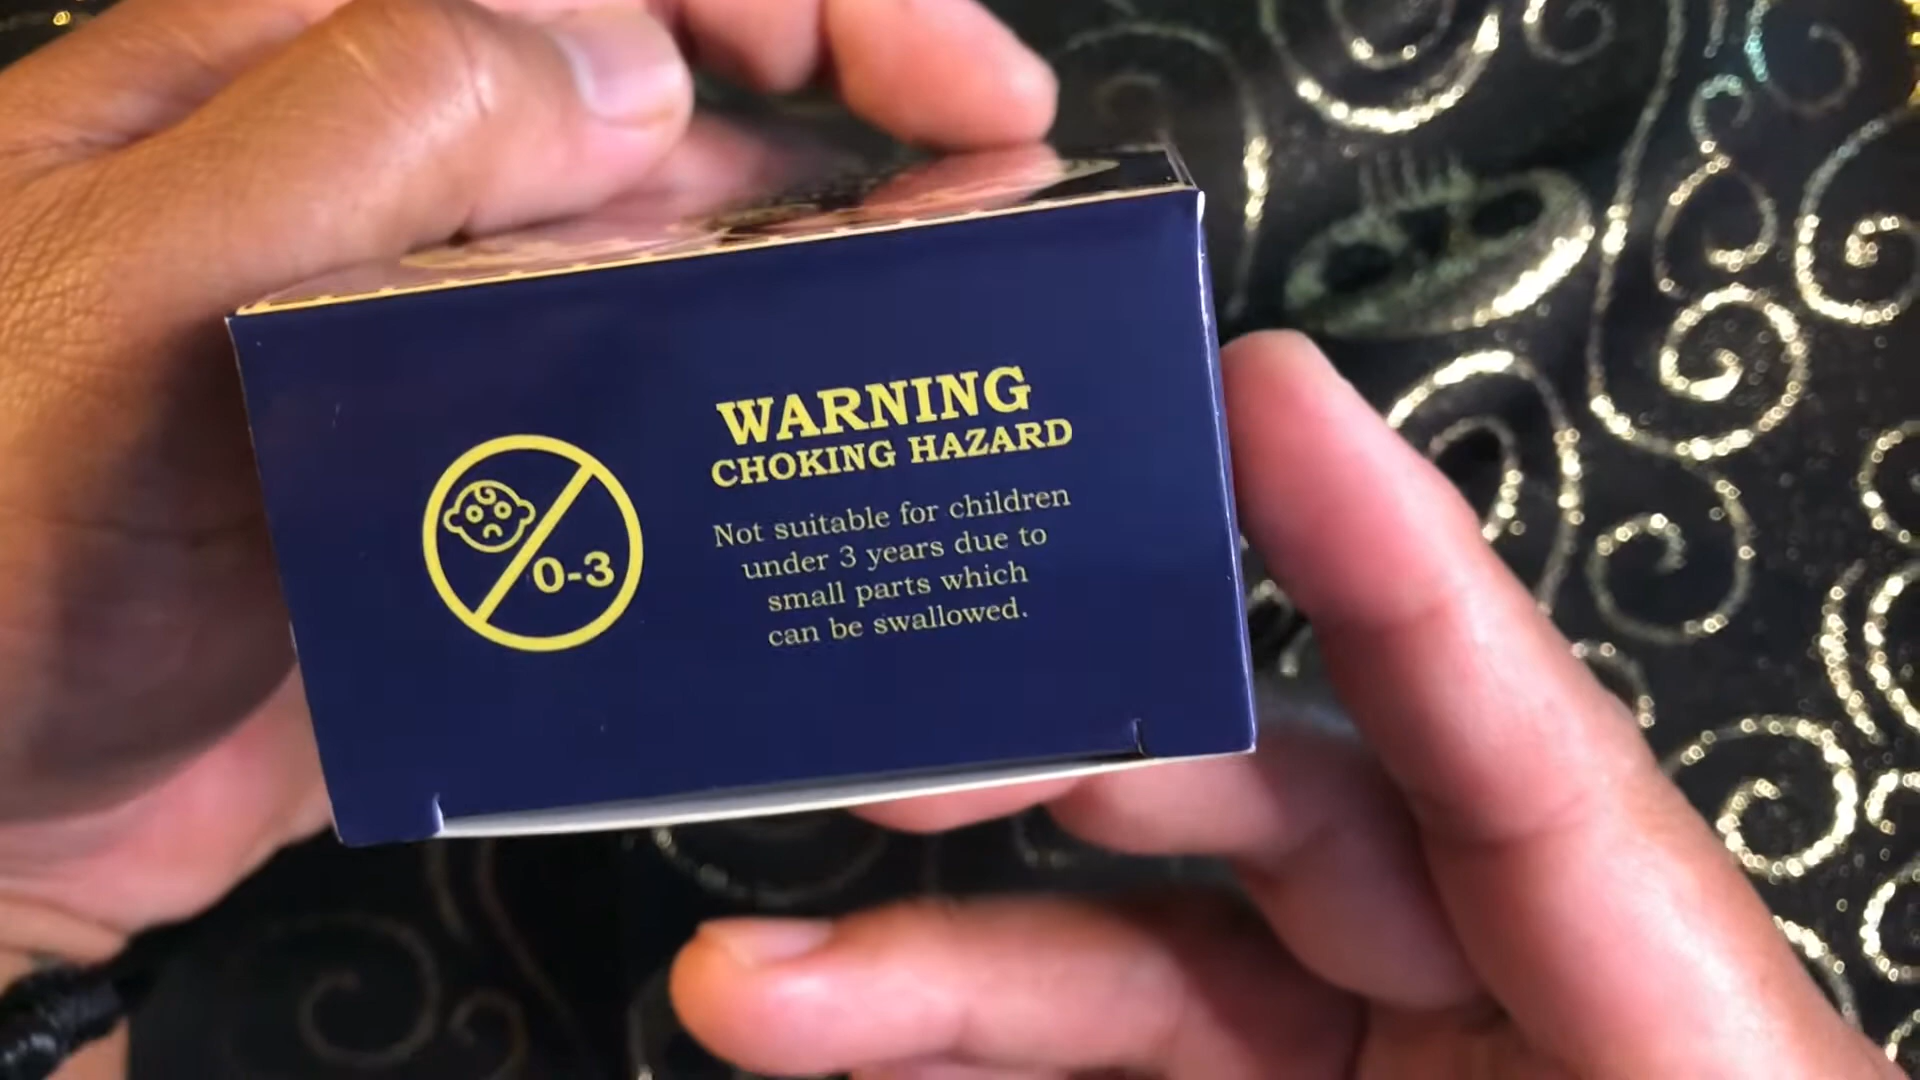 WARNING
CHOKING HAZARD
Not suitable for children
under 3 years due to
small parts which
can be swallowed.
0-3